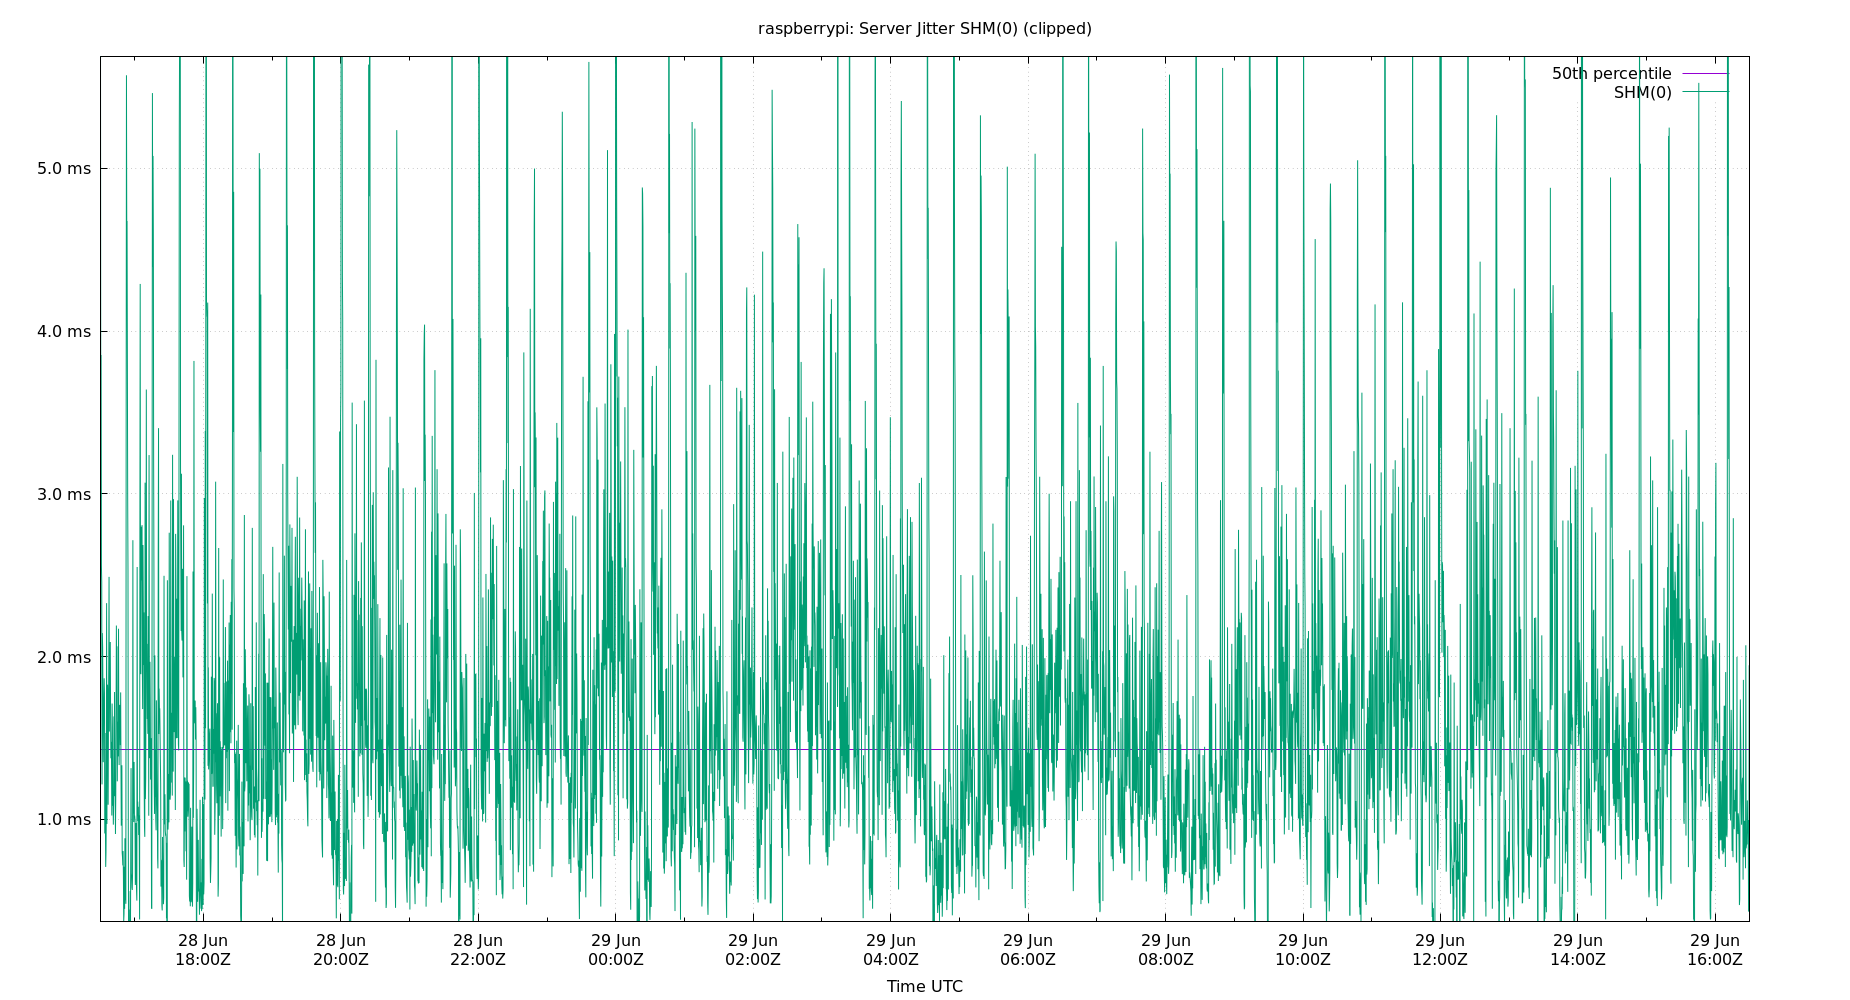 raspberrypi: Server Jitter SHM(0) (clipped)
50th percentile
SHM(0)
5.0 ms
4.0 ms
3.0 ms
2.0 ms
1.0 ms
28 Jun 28 Jun 28 Jun 29 Jun 29 Jun 29 Jun 29 Jun 29 Jun 29 Jun 29 Jun 29 Jun 29 Jun
18:00Z 20:00Z 22:00Z 00:00Z 02:00Z 04:00Z 06:00Z 08:00Z 10:00Z 12:00Z 14:00Z 16:00Z
Time UTC